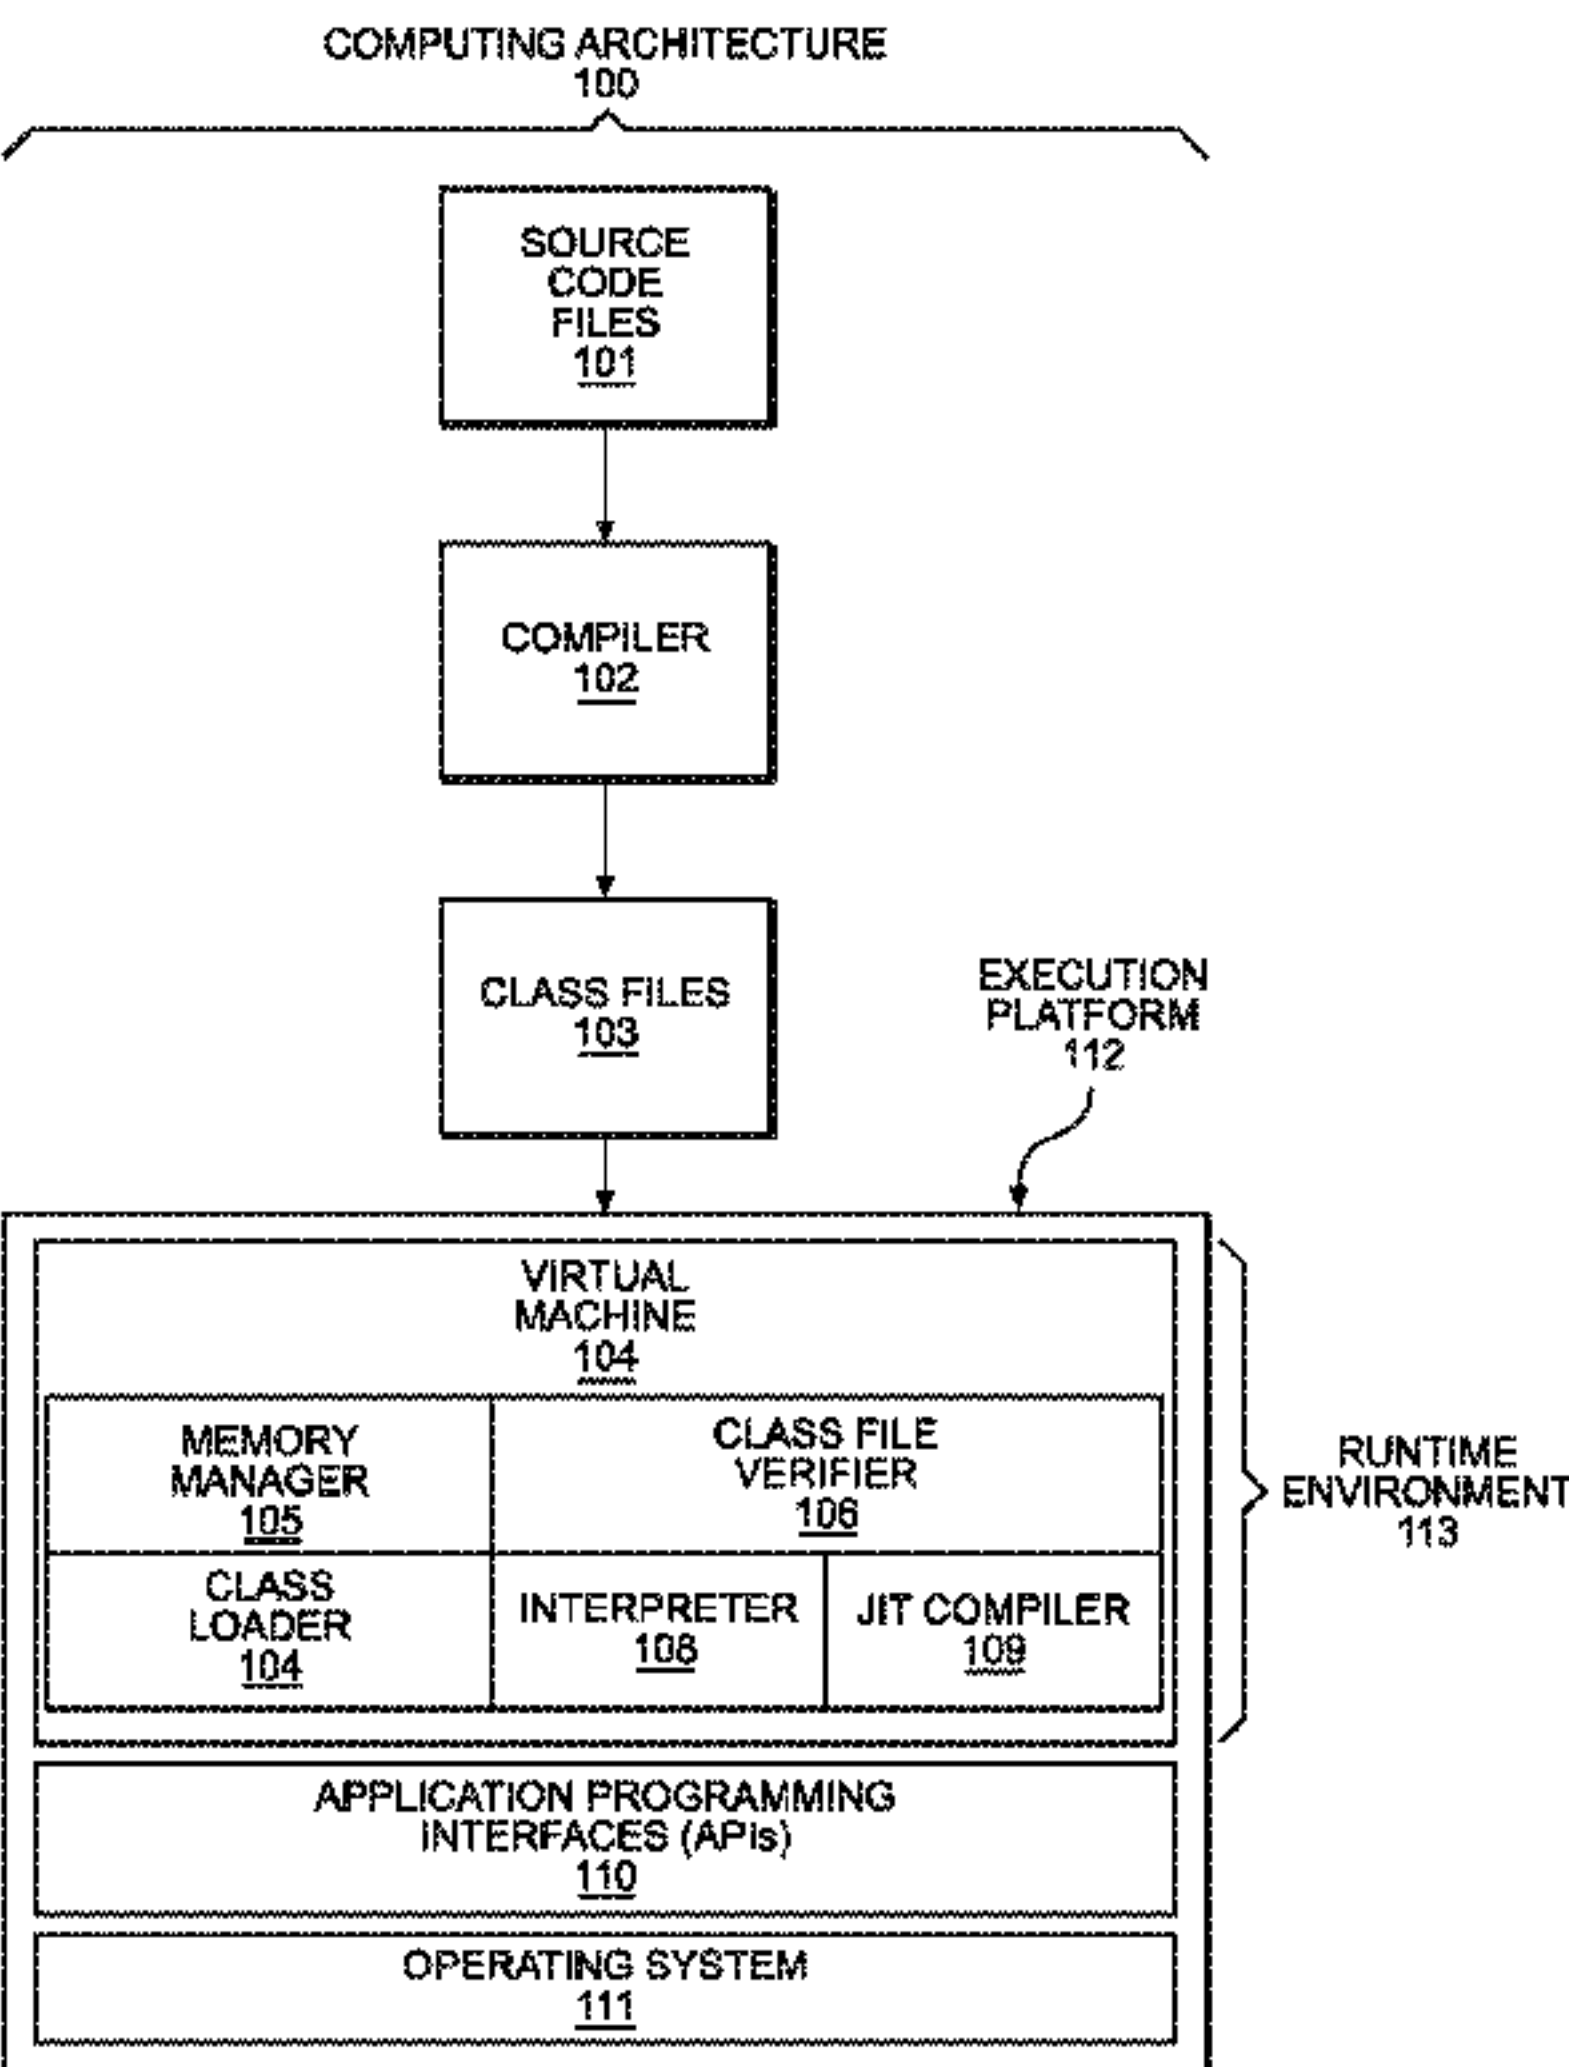 COMPUTING ARCHITECTURE
100
SOURCE
CODE
FILES
101
COMPILER
102
CLASS FILES
103
EXECUTION
PLATFORM
112
VIRTUAL
MACHINE
104
MEMORY
MANAGER
105
CLASS FILE
VERIFIER
106
CLASS
LOADER
104
INTERPRETER
108
JIT COMPILER
109
RUNTIME
ENVIRONMENT
113
APPLICATION PROGRAMMING
INTERFACES (APIs)
110
OPERATING SYSTEM
111